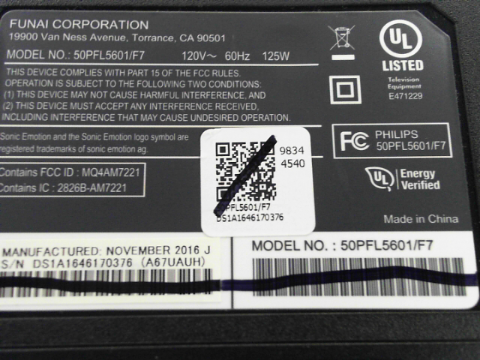 FUNAI CORPORATION
19900 Van Ness Avenue, Torrance, CA 90501
MODEL NO.: 50PFL5601/F7 120V~ 60Hz 125W
THIS DEVICE COMPLIES WITH PART 15 OF THE FCC RULES.
OPERATION IS SUBJECT TO THE FOLLOWING TWO CONDITIONS:
(1) THIS DEVICE MAY NOT CAUSE HARMFUL INTERFERENCE, AND
(2) THIS DEVICE MUST ACCEPT ANY INTERFERENCE RECEIVED,
INCLUDING INTERFERENCE THAT MAY CAUSE UNDESIRED OPERATION.
UL
®
LISTED
Television
Equipment
E471229
Sonic Emotion and the Sonic Emotion logo symbol are
registered trademarks of sonic emotion ag.
Contains FCC ID : MQ4AM7221
Contains IC : 2826B-AM7221
9834
4540
PFL5601/F7
DS1A1646170376
FC PHILIPS
50PFL5601/F7
UL Energy
Verified
Made in China
MANUFACTURED: NOVEMBER 2016 J
S/N DS1A1646170376 (A67UAUH)
MODEL NO. : 50PFL5601/F7